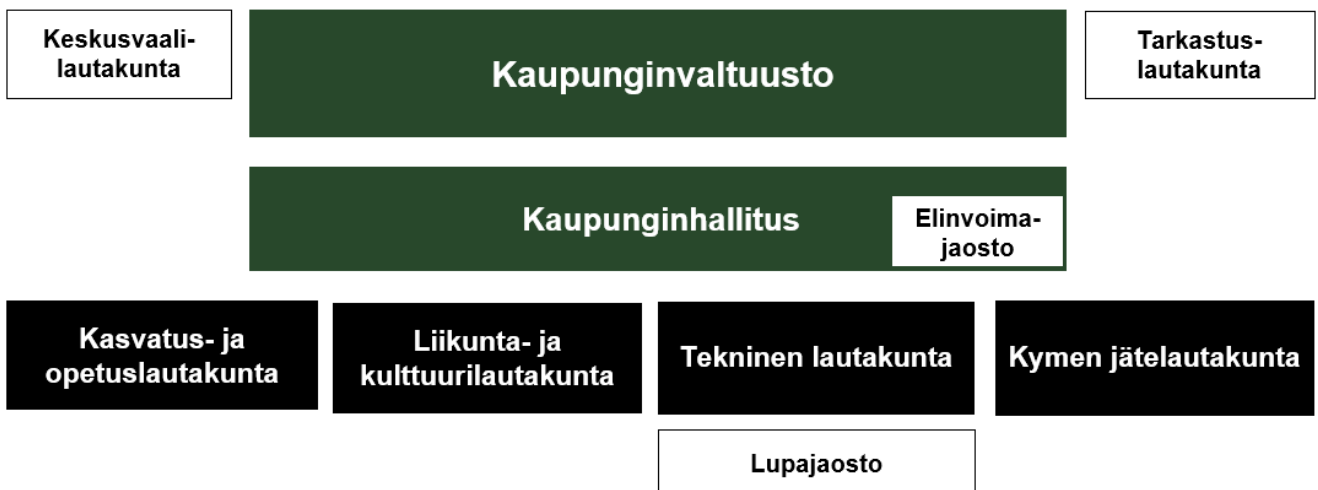 Keskusvaali-
lautakunta
Kaupunginvaltuusto
Tarkastus-
lautakunta
Kaupunginhallitus
Elinvoima-
jaosto
Kasvatus- ja
opetuslautakunta
Liikunta- ja
kulttuurilautakunta
Tekninen lautakunta
Kymen jätelautakunta
Lupajaosto